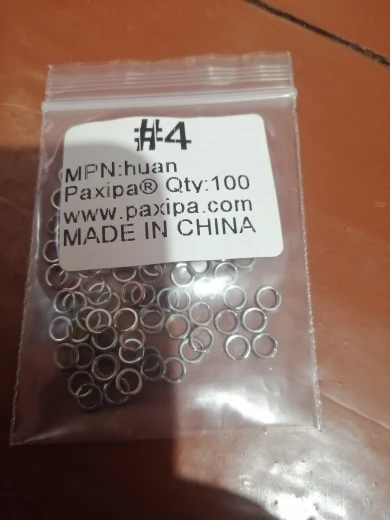 #4
MPN:huan
Paxipa® Qty:100
www.paxipa.com
MADE IN CHINA